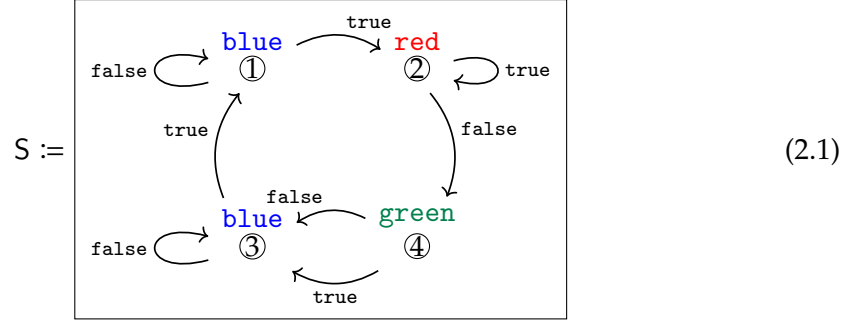 true
blue red
false ① ② true
true false
S := (2.1)
false
blue green
false ③ ④
true